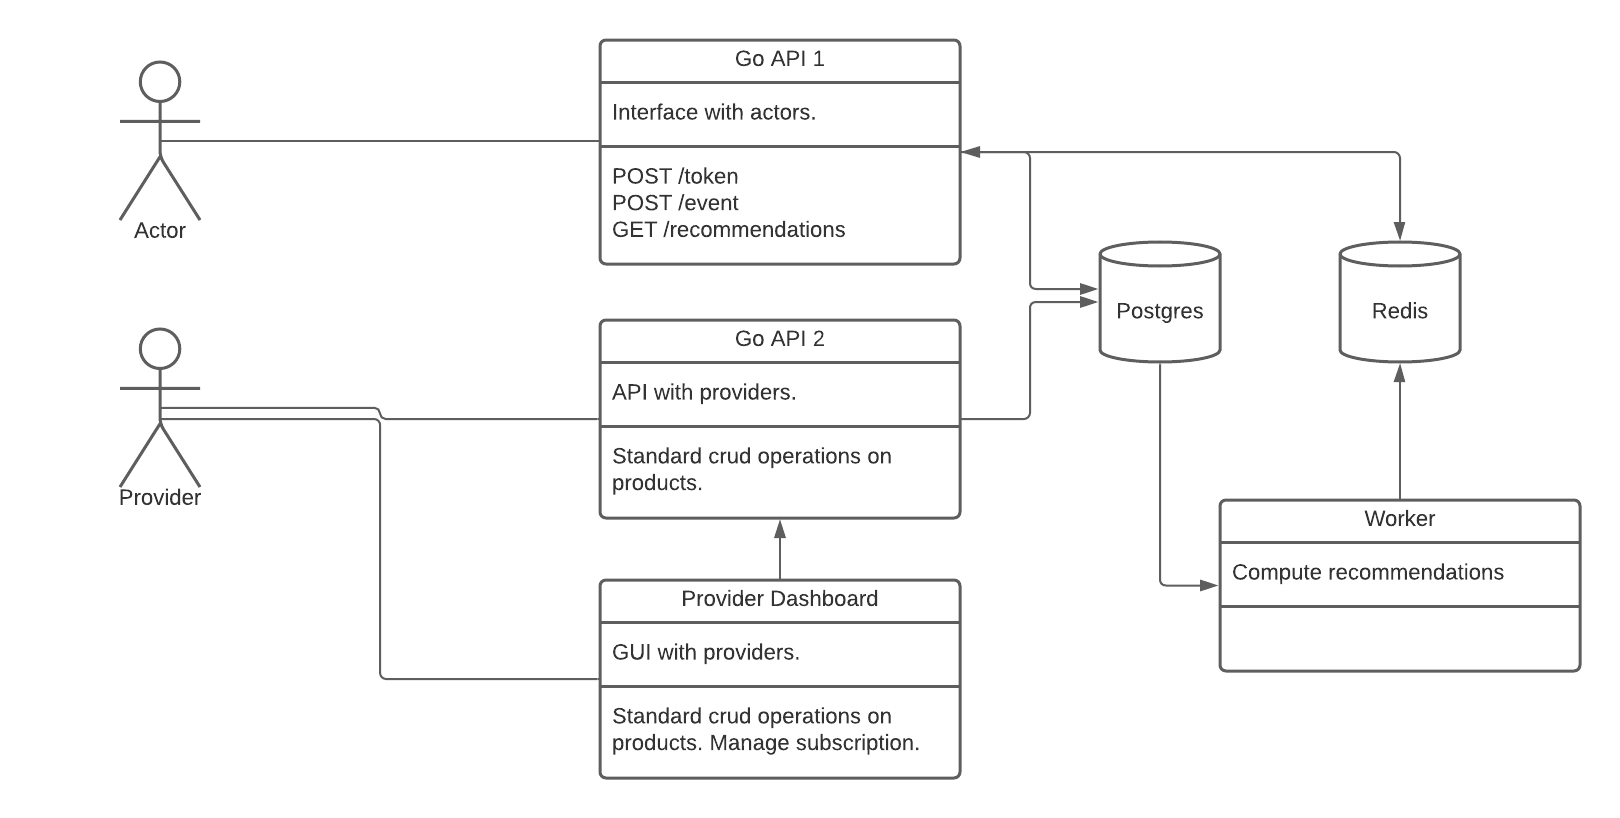 Go API 1
Interface with actors.
POST /token
POST /event
GET /recommendations
Actor
Postgres
Redis
Go API 2
API with providers.
Standard crud operations on
products.
Provider
Worker
Compute recommendations
Provider Dashboard
GUI with providers.
Standard crud operations on
products. Manage subscription.